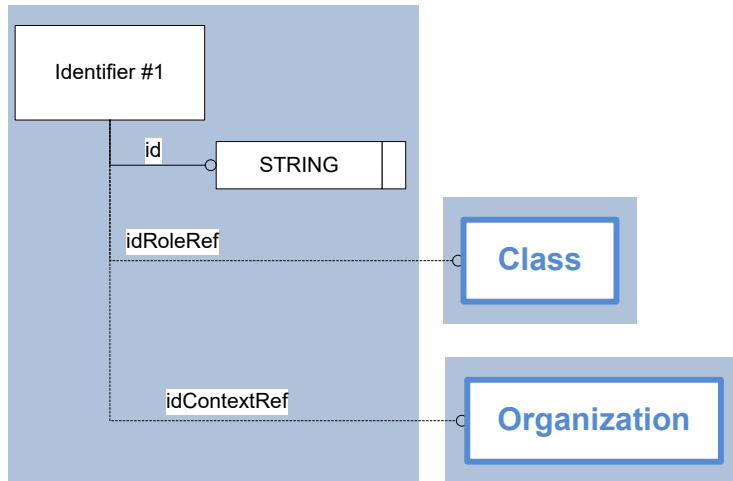 Identifier #1
id
STRING
idRoleRef
Class
idContextRef
Organization